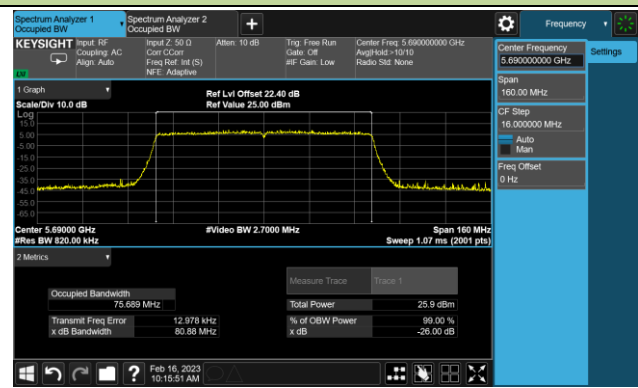 Spectrum Analyzer 1
Occupied BW
Spectrum Analyzer 2
Occupied BW
Frequency
KEYSIGHT
Input: RF
Coupling: AC
Align: Auto
Input Z: 50 Ω
Corr CCorr
Freq Ref: Int (S)
NFE: Adaptive
Atten: 10 dB
Trig: Free Run
Gate: Off
#IF Gain: Low
Center Freq: 5.690000000 GHz
Avg|Hold:>10/10
Radio Std: None
Center Frequency
5.690000000 GHz
Settings
Span
160.00 MHz
CF Step
16.000000 MHz
Auto
Man
Freq Offset
0 Hz
LXI
1 Graph
Scale/Div 10.0 dB
Ref Lvl Offset 22.40 dB
Ref Value 25.00 dBm
Log
15.0
5.00
-5.00
-15.0
-25.0
-35.0
-45.0
-55.0
-65.0
Center 5.69000 GHz
#Res BW 820.00 kHz
#Video BW 2.7000 MHz
Span 160 MHz
Sweep 1.07 ms (2001 pts)
2 Metrics
Measure Trace
Trace 1
Occupied Bandwidth
75.689 MHz
Total Power
25.9 dBm
Transmit Freq Error
12.978 kHz
% of OBW Power
99.00 %
x dB Bandwidth
80.88 MHz
x dB
-26.00 dB
Feb 16, 2023
10:15:51 AM